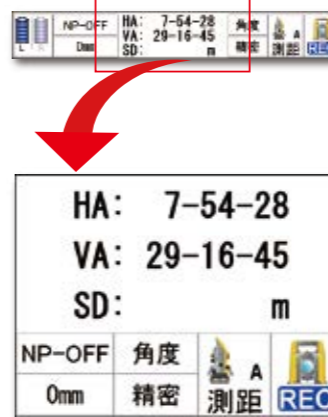 L R
NP-OFF
0mm
HA: 7-54-28
VA: 29-16-45
SD: m
角度
精密
A
測距
REC
HA: 7-54-28
VA: 29-16-45
SD: m
NP-OFF 角度
0mm 精密
A
測距
REC